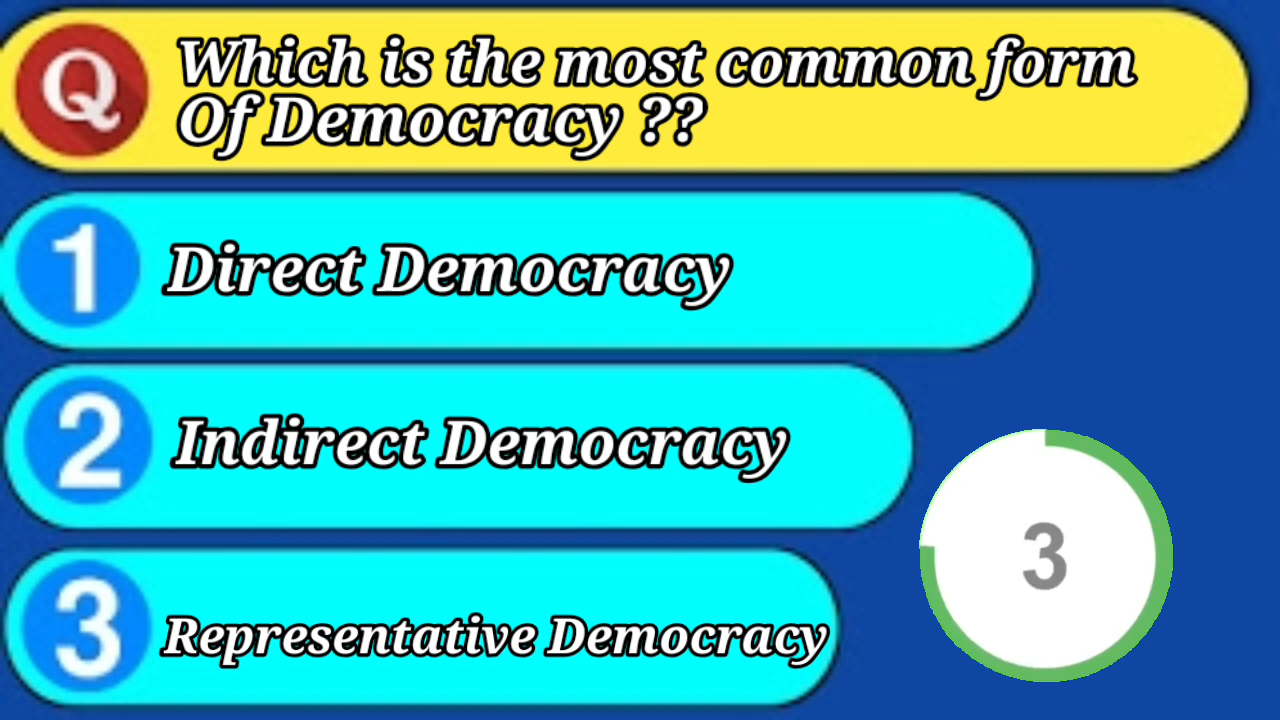 Q
Which is the most common form
Of Democracy ??
1
Direct Democracy
2
Indirect Democracy
3
3
Representative Democracy